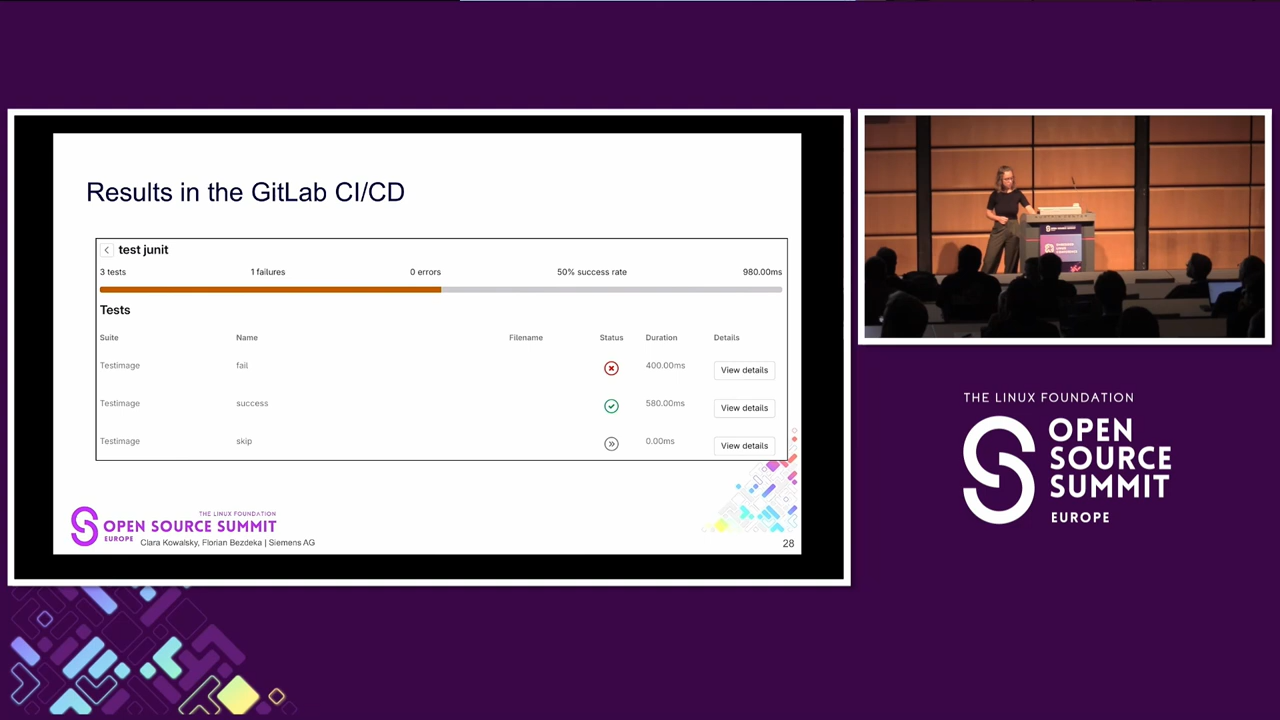 Results in the GitLab CI/CD
test junit
3 tests 1 failures 0 errors 50% success rate 980.00ms
Tests
Suite Name Filename Status Duration Details
Testimage fail 400.00ms View details
Testimage success 580.00ms View details
Testimage skip 0.00ms View details
THE LINUX FOUNDATION
OPEN SOURCE SUMMIT
EUROPE
Clara Kowalsky, Florian Bezdeka | Siemens AG
28
THE LINUX FOUNDATION
OPEN
SOURCE
SUMMIT
EUROPE